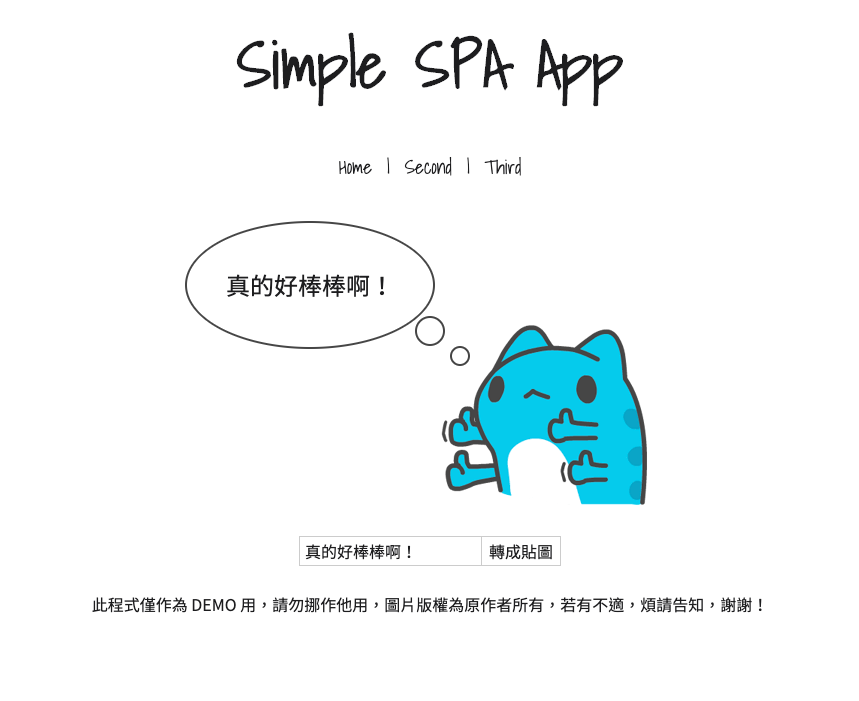 Simple SPA App
Home | Second | Third
真的好棒棒啊！
真的好棒棒啊！ 轉成貼圖
此程式僅作為 DEMO 用，請勿挪作他用，圖片版權為原作者所有，若有不適，煩請告知，謝謝！